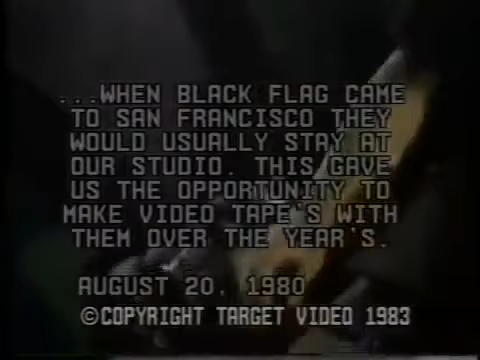 ...WHEN BLACK FLAG CAME
TO SAN FRANCISCO THEY
WOULD USUALLY STAY AT
OUR STUDIO. THIS GAVE
US THE OPPORTUNITY TO
MAKE VIDEO TAPE'S WITH
THEM OVER THE YEAR'S.
AUGUST 20, 1980
©COPYRIGHT TARGET VIDEO 1983